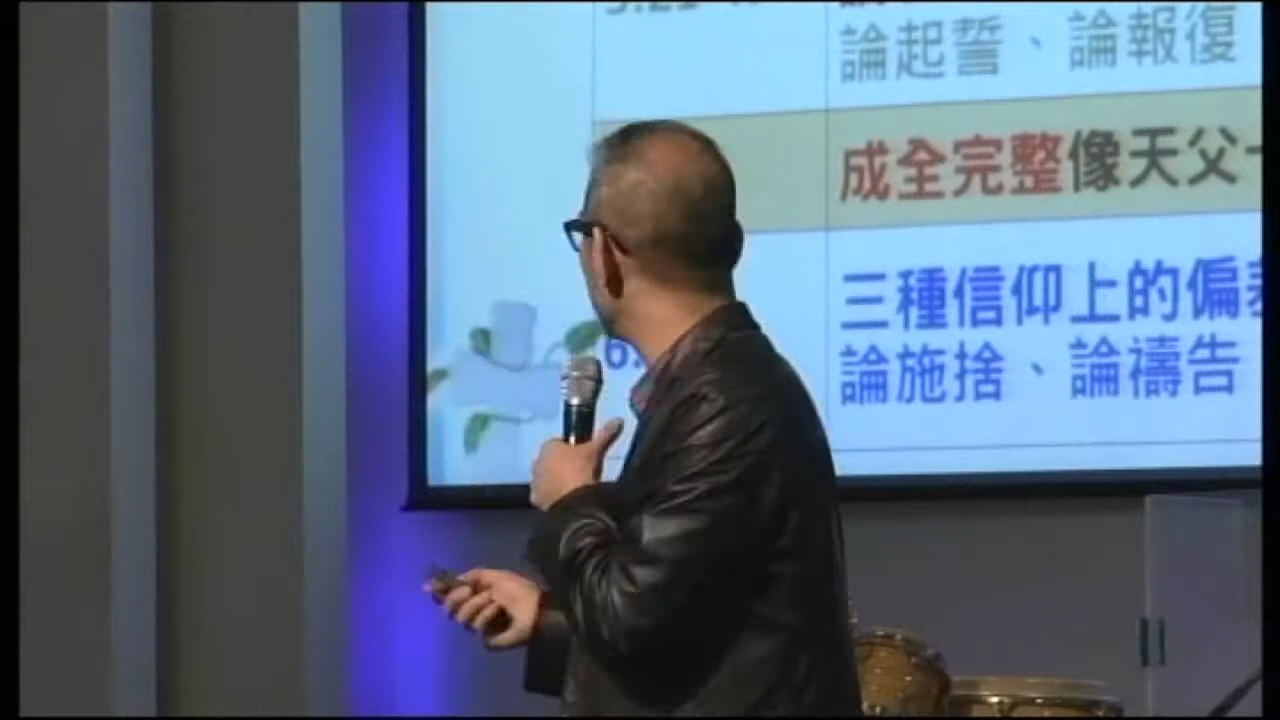 論起誓、論報復
成全完整像天父
三種信仰上的偏
論施捨、論禱告